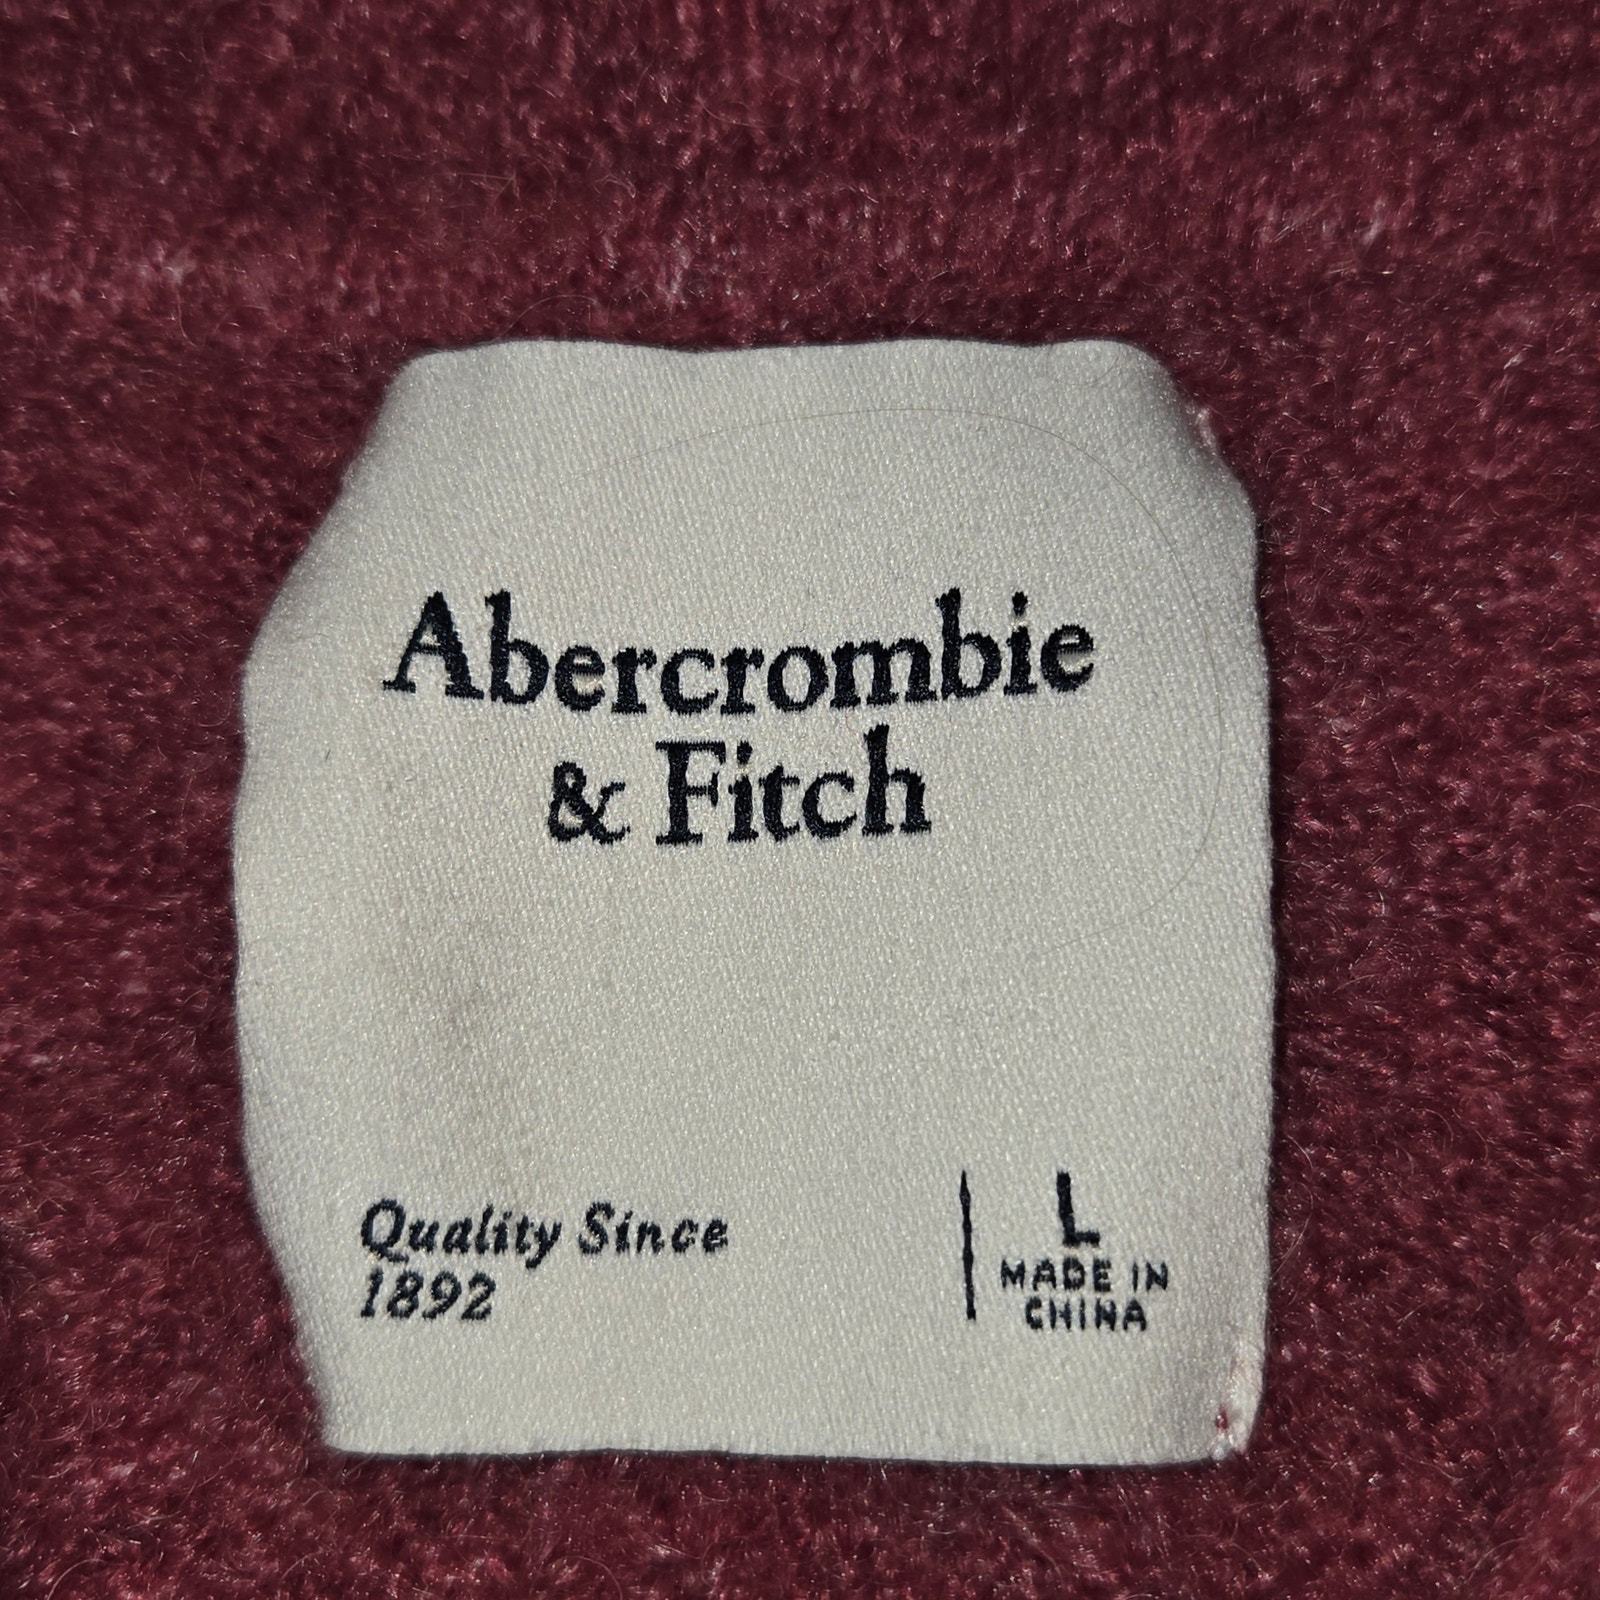 Abercrombie
& Fitch
Quality Since
1892
L
MADE IN
CHINA